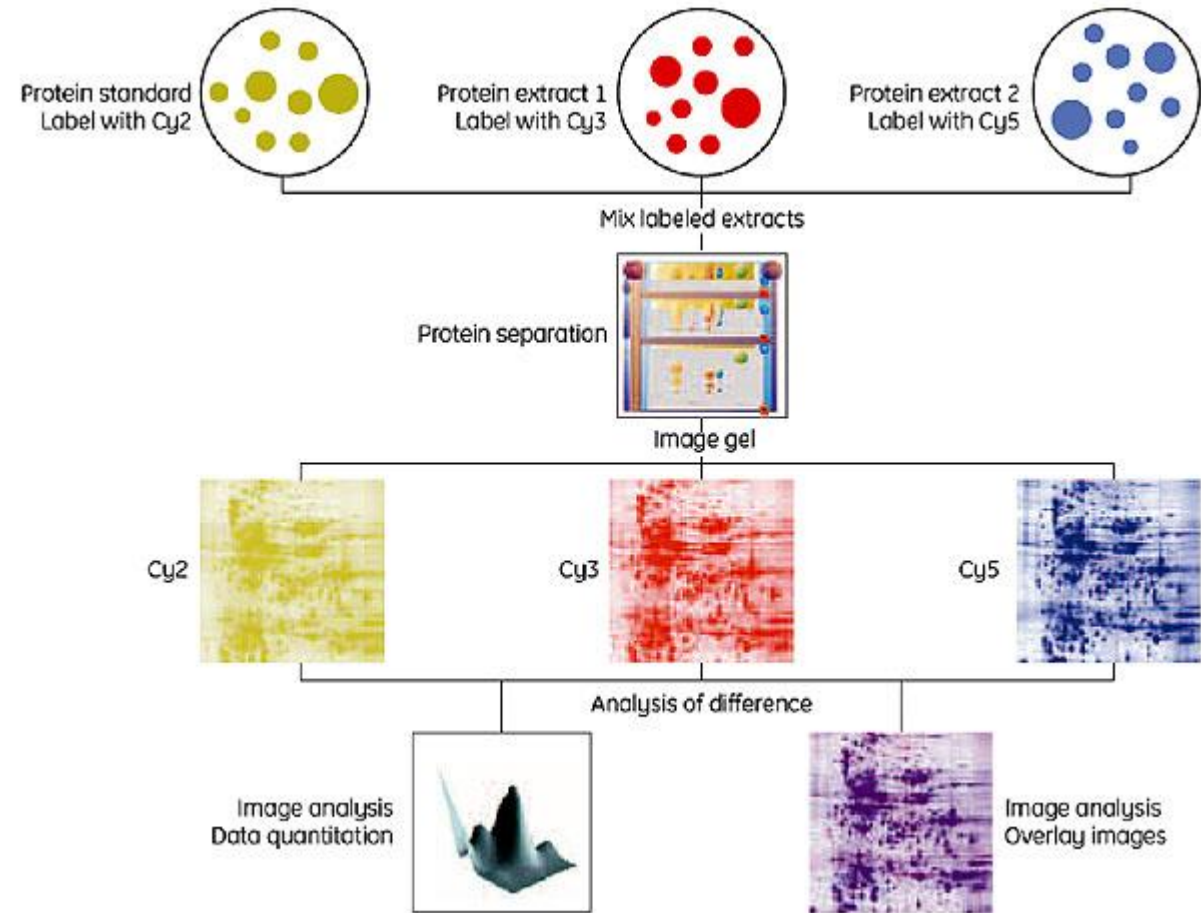 Protein standard
Label with Cy2
Protein extract 1
Label with Cy3
Protein extract 2
Label with Cy5
Mix labeled extracts
Protein separation
Image gel
Cy2
Cy3
Cy5
Analysis of difference
Image analysis
Data quantitation
Image analysis
Overlay images